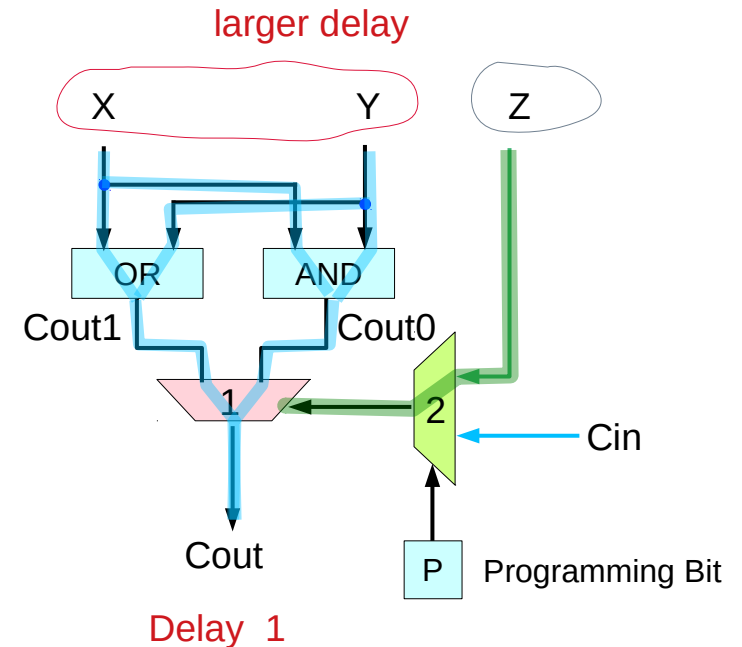 larger delay
X Y Z
OR AND
Cout1 Cout0
1 2
Cin
Cout
P Programming Bit
Delay 1